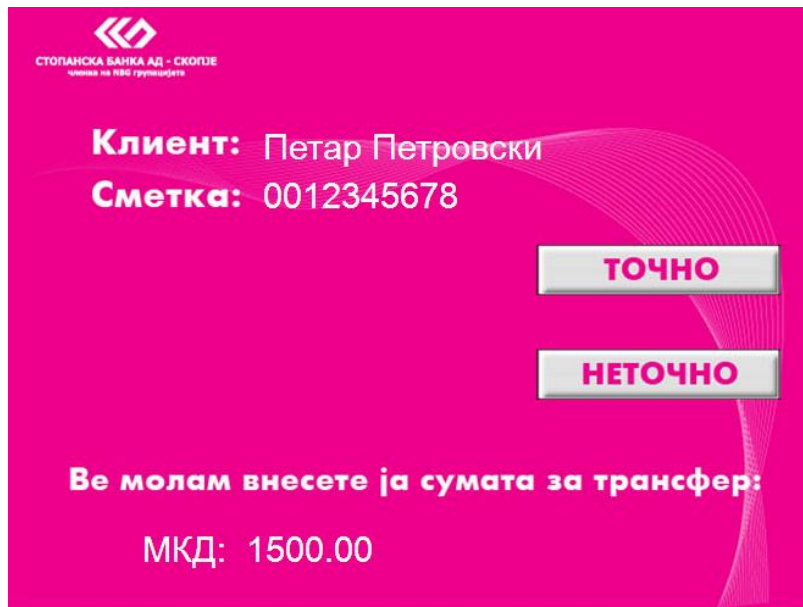 СТОПАНСКА БАНКА АД - СКОПЈЕ
членка на NBG групацијата
Клиент: Петар Петровски
Сметка: 0012345678
ТОЧНО
НЕТОЧНО
Ве молам внесете ја сумата за трансфер:
МКД: 1500.00